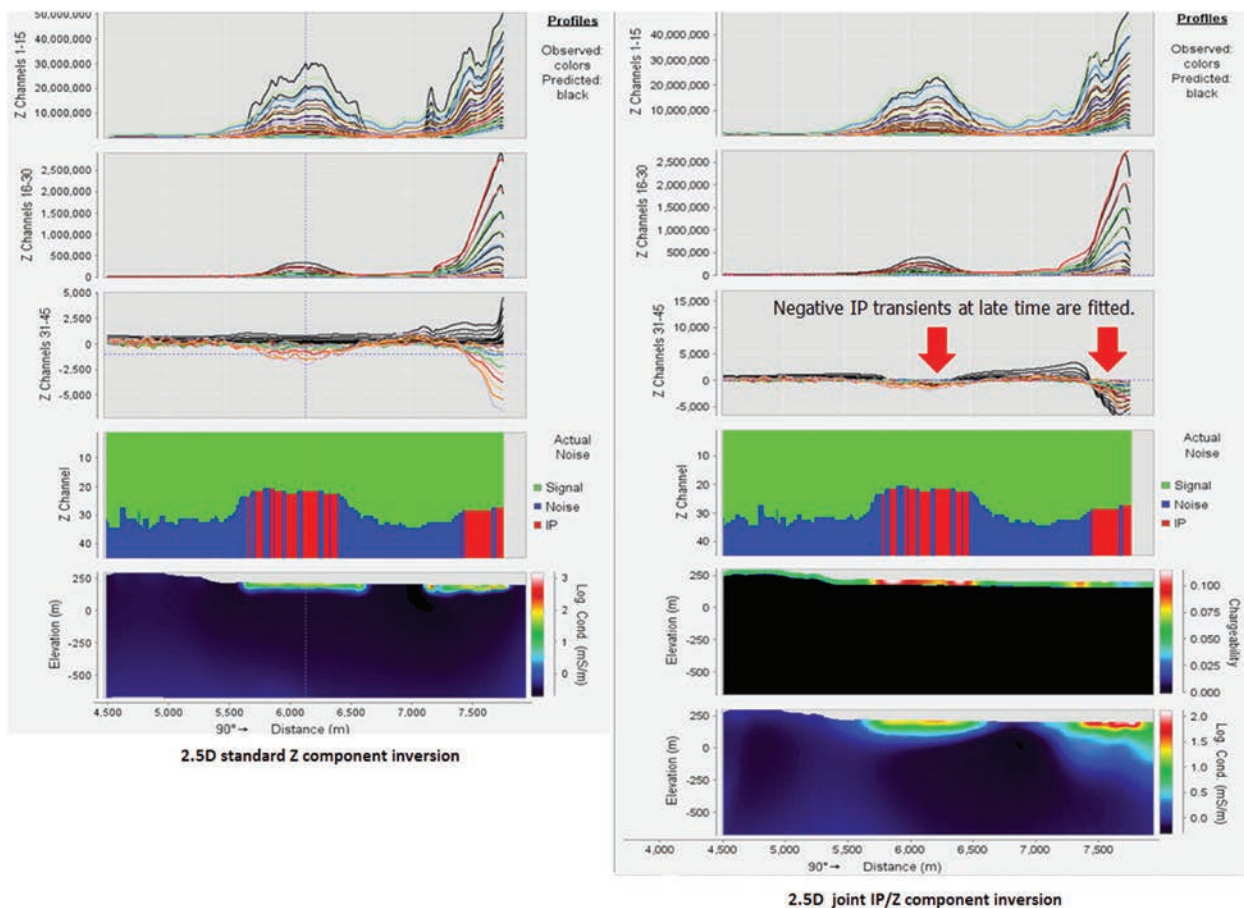 Z Channels 1-15
50,000,000
40,000,000
30,000,000
20,000,000
10,000,000
Profiles
Observed:
colors
Predicted:
black
Z Channels 16-30
2,500,000
2,000,000
1,500,000
1,000,000
500,000
0
Z Channels 31-45
5,000
2,500
0
-5,000
Z Channel
10
20
30
40
Actual
Noise
Signal
Noise
IP
Elevation (m)
250
0
-250
-500
3
2
1
0
Log. Cond. (mS/m)
4,500 5,000 5,500 6,000 6,500 7,000 7,500
90°→ Distance (m)
2.5D standard Z component inversion
Z Channels 1-15
40,000,000
30,000,000
20,000,000
10,000,000
Profiles
Observed:
colors
Predicted:
black
Z Channels 16-30
2,500,000
2,000,000
1,500,000
1,000,000
500,000
0
Z Channels 31-45
15,000
10,000
5,000
0
-5,000
Negative IP transients at late time are fitted.
Z Channel
10
20
30
40
Actual
Noise
Signal
Noise
IP
Elevation (m)
250
0
-250
-500
0.100
0.075
0.050
0.025
0.000
Chargeability
Elevation (m)
250
0
-250
-500
2.0
1.5
1.0
0.5
0.0
Log. Cond. (mS/m)
4,000 4,500 5,000 5,500 6,000 6,500 7,000 7,500
90°→ Distance (m)
2.5D joint IP/Z component inversion